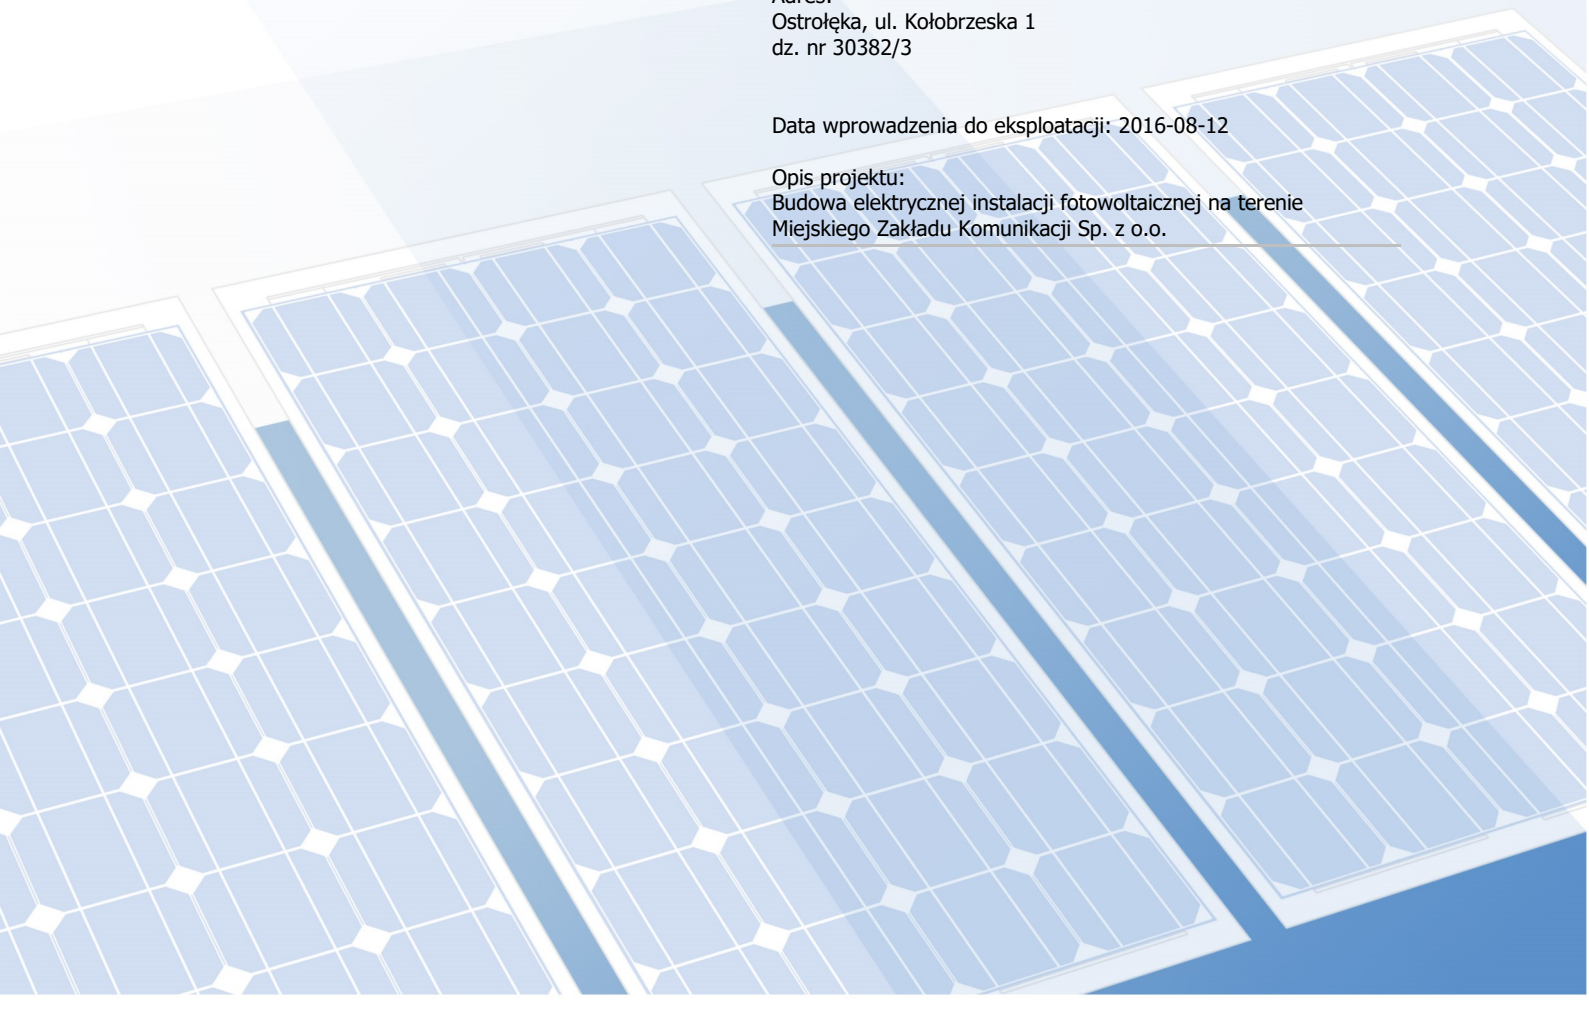 Adres:
Ostrołęka, ul. Kołobrzeska 1
dz. nr 30382/3
Data wprowadzenia do eksploatacji: 2016-08-12
Opis projektu:
Budowa elektrycznej instalacji fotowoltaicznej na terenie
Miejskiego Zakładu Komunikacji Sp. z o.o.